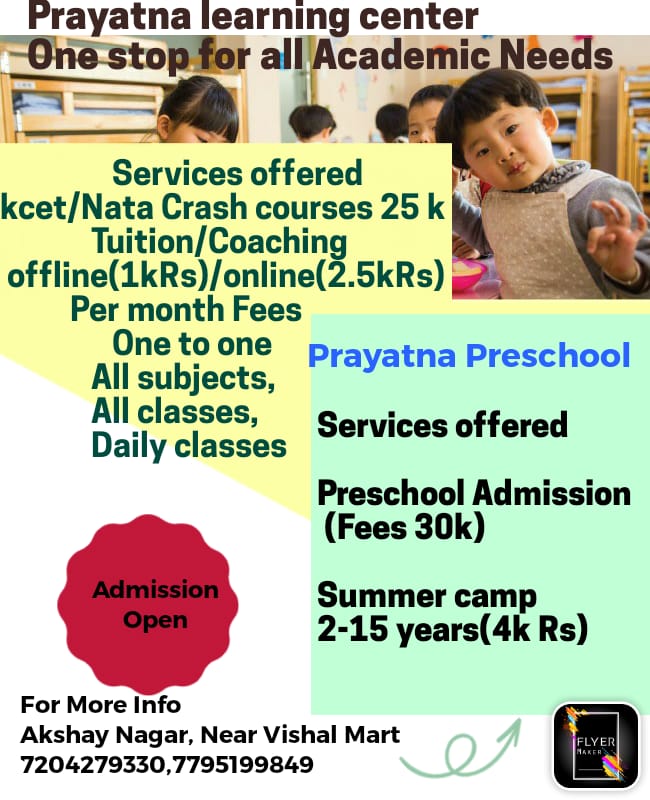 Prayatna learning center
One stop for all Academic Needs
Services offered
kcet/Nata Crash courses 25 k
Tuition/Coaching
offline(1kRs)/online(2.5kRs)
Per month Fees
One to one
All subjects,
All classes,
Daily classes
Prayatna Preschool
Services offered
Preschool Admission
(Fees 30k)
Summer camp
2-15 years(4k Rs)
Admission
Open
For More Info
Akshay Nagar, Near Vishal Mart
7204279330,7795199849
FLYER
MAKER